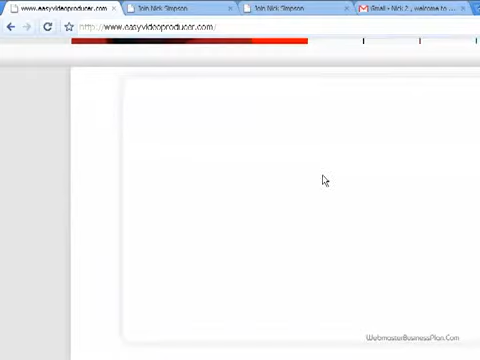 www.easyvideoproducer.com
Join Nick Simpson
Join Nick Simpson
Gmail - Nick 2 , welcome to ...
http://www.easyvideoproducer.com/
WebmasterBusinessPlan.Com